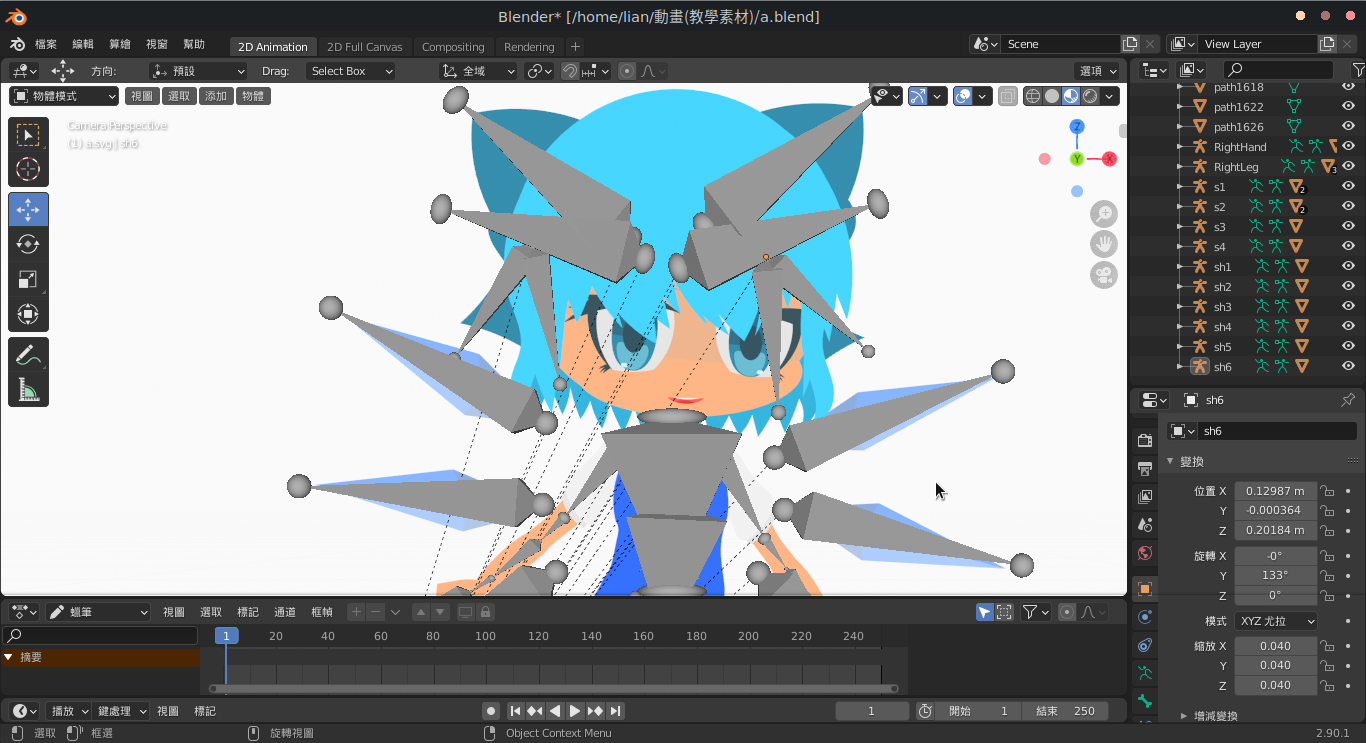 Blender* [/home/lian/動畫(教學素材)/a.blend]
檔案 編輯 算繪 視窗 幫助 2D Animation 2D Full Canvas Compositing Rendering + Scene View Layer
方向: 預設 Drag: Select Box 全域 選項
物體模式 視圖 選取 添加 物體
Camera Perspective
(1) a.svg | sh6
Z
Y
X
path1618
path1622
path1626
RightHand
RightLeg 3
s1 2
s2 2
s3
s4
sh1
sh2
sh3
sh4
sh5
sh6
sh6
sh6
變換
位置 X 0.12987 m
Y -0.000364
Z 0.20184 m
旋轉 X -0°
Y 133°
Z 0°
模式 XYZ 尤拉
縮放 X 0.040
Y 0.040
Z 0.040
增減變換
蠟筆 視圖 選取 標記 通道 框幀
1 20 40 60 80 100 120 140 160 180 200 220 240
摘要
播放 鍵處理 視圖 標記 1 開始 1 結束 250
選取 框選 旋轉視圖 Object Context Menu 2.90.1